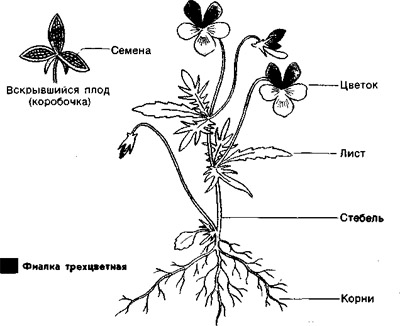 Семена
Вскрывшийся плод
(коробочка)
Цветок
Лист
Стебель
Фиалка трехцветная
Корни